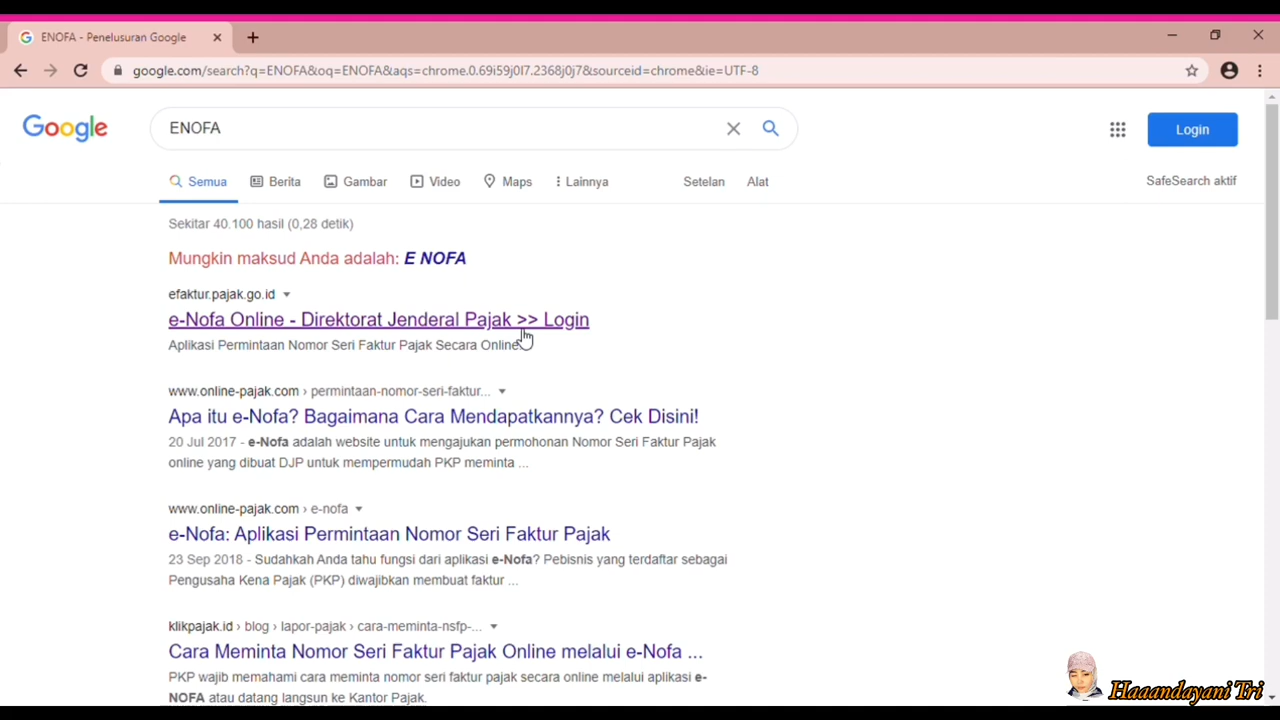 ENOFA - Penelusuran Google
google.com/search?q=ENOFA&oq=ENOFA&aqs=chrome.0.69i59j0l7.2368j0j7&sourceid=chrome&ie=UTF-8
Google
ENOFA
Login
Semua Berita Gambar Video Maps Lainnya Setelan Alat SafeSearch aktif
Sekitar 40.100 hasil (0,28 detik)
Mungkin maksud Anda adalah: E NOFA
efaktur.pajak.go.id
e-Nofa Online - Direktorat Jenderal Pajak >> Login
Aplikasi Permintaan Nomor Seri Faktur Pajak Secara Online
www.online-pajak.com › permintaan-nomor-seri-faktur...
Apa itu e-Nofa? Bagaimana Cara Mendapatkannya? Cek Disini!
20 Jul 2017 - e-Nofa adalah website untuk mengajukan permohonan Nomor Seri Faktur Pajak
online yang dibuat DJP untuk mempermudah PKP meminta ...
www.online-pajak.com › e-nofa
e-Nofa: Aplikasi Permintaan Nomor Seri Faktur Pajak
23 Sep 2018 - Sudahkah Anda tahu fungsi dari aplikasi e-Nofa? Pebisnis yang terdaftar sebagai
Pengusaha Kena Pajak (PKP) diwajibkan membuat faktur ...
klikpajak.id › blog › lapor-pajak › cara-meminta-nsfp-...
Cara Meminta Nomor Seri Faktur Pajak Online melalui e-Nofa ...
PKP wajib memahami cara meminta nomor seri faktur pajak secara online melalui aplikasi e-
NOFA atau datang langsun ke Kantor Pajak.
Haaandayani Tri